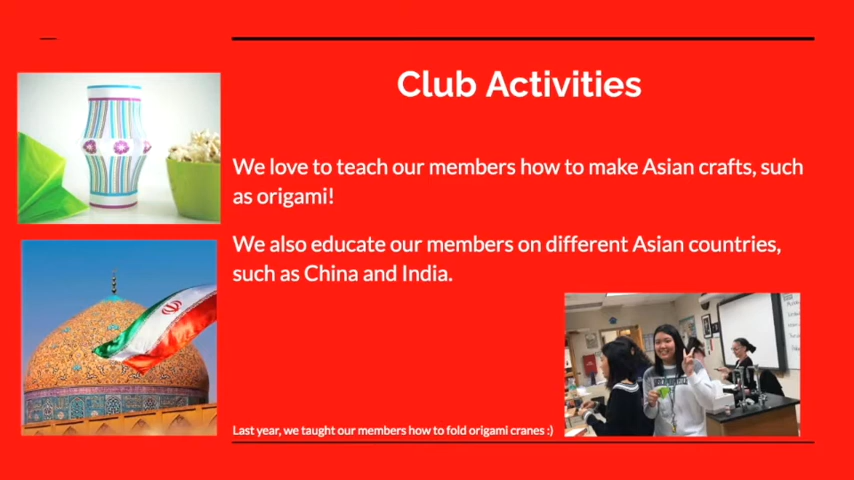 Club Activities
We love to teach our members how to make Asian crafts, such
as origami!
We also educate our members on different Asian countries,
such as China and India.
Last year, we taught our members how to fold origami cranes :)